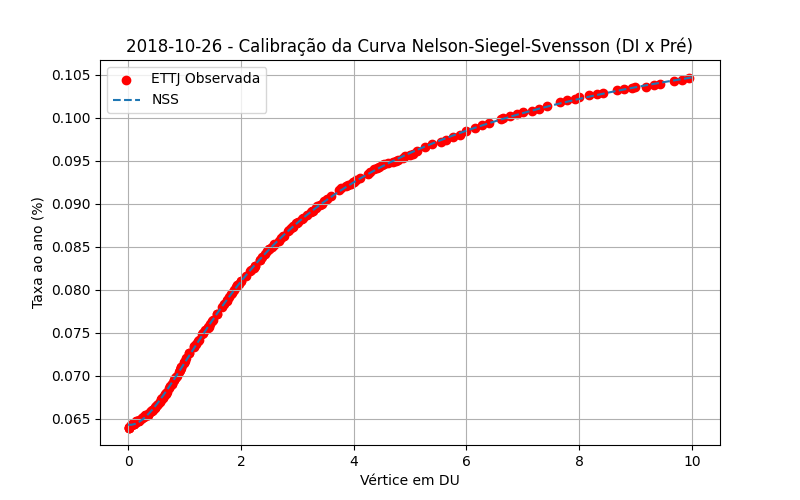 2018-10-26 - Calibração da Curva Nelson-Siegel-Svensson (DI x Pré)
ETTJ Observada
NSS
Taxa ao ano (%)
0.105
0.100
0.095
0.090
0.085
0.080
0.075
0.070
0.065
0 2 4 6 8 10
Vértice em DU